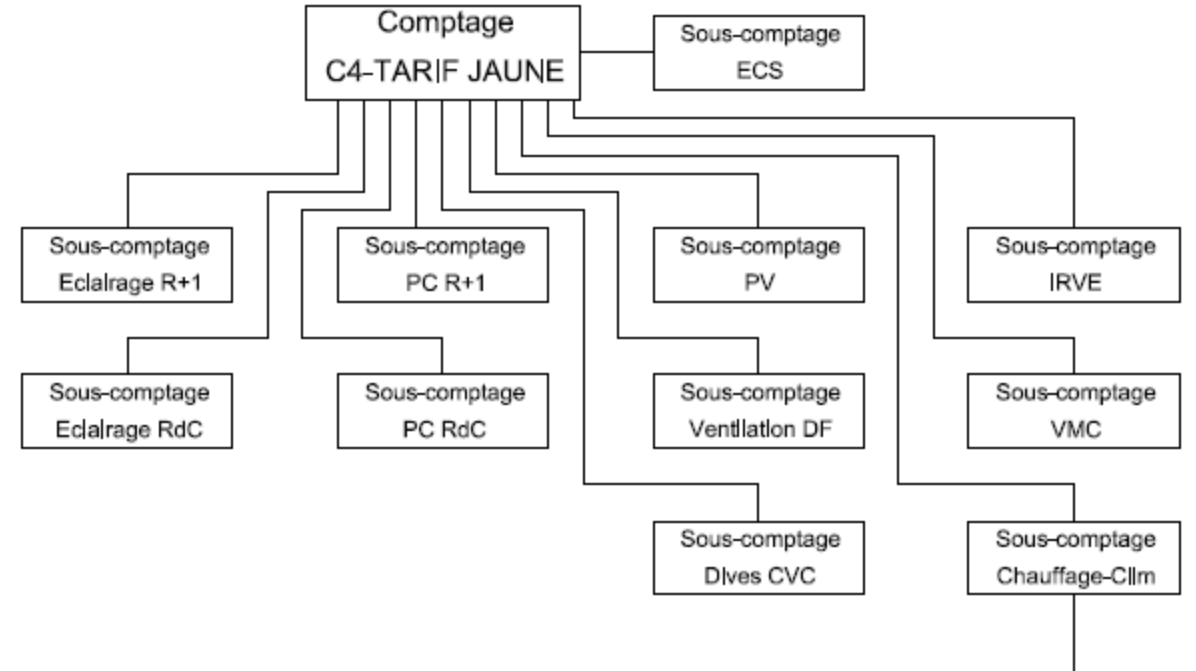 Comptage
C4-TARIF JAUNE
Sous-comptage
ECS
Sous-comptage
Eclairage R+1
Sous-comptage
PC R+1
Sous-comptage
PV
Sous-comptage
IRVE
Sous-comptage
Eclairage RdC
Sous-comptage
PC RdC
Sous-comptage
Ventilation DF
Sous-comptage
VMC
Sous-comptage
Dives CVC
Sous-comptage
Chauffage-Clim